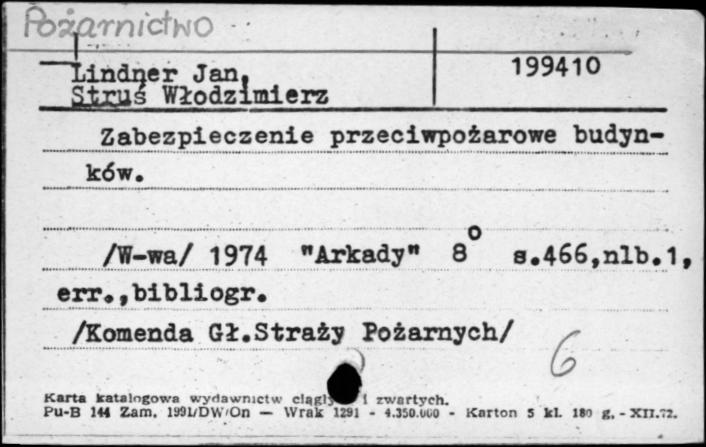 Pożarnictwo
Lindner Jan, 199410
Struś Włodzimierz
Zabezpieczenie przeciwpożarowe budyn-
ków.
/W-wa/ 1974 "Arkady" 8° s.466,nlb.1,
err.,bibliogr.
/Komenda Gł.Straży Pożarnych/
6
Karta katalogowa wydawnictw i zwartych.
Pu-B 144 Zam. 1991/DW/On — Wrak 1291 - 4.350.000 - Karton 5 kl. 180 g. - XII.72.